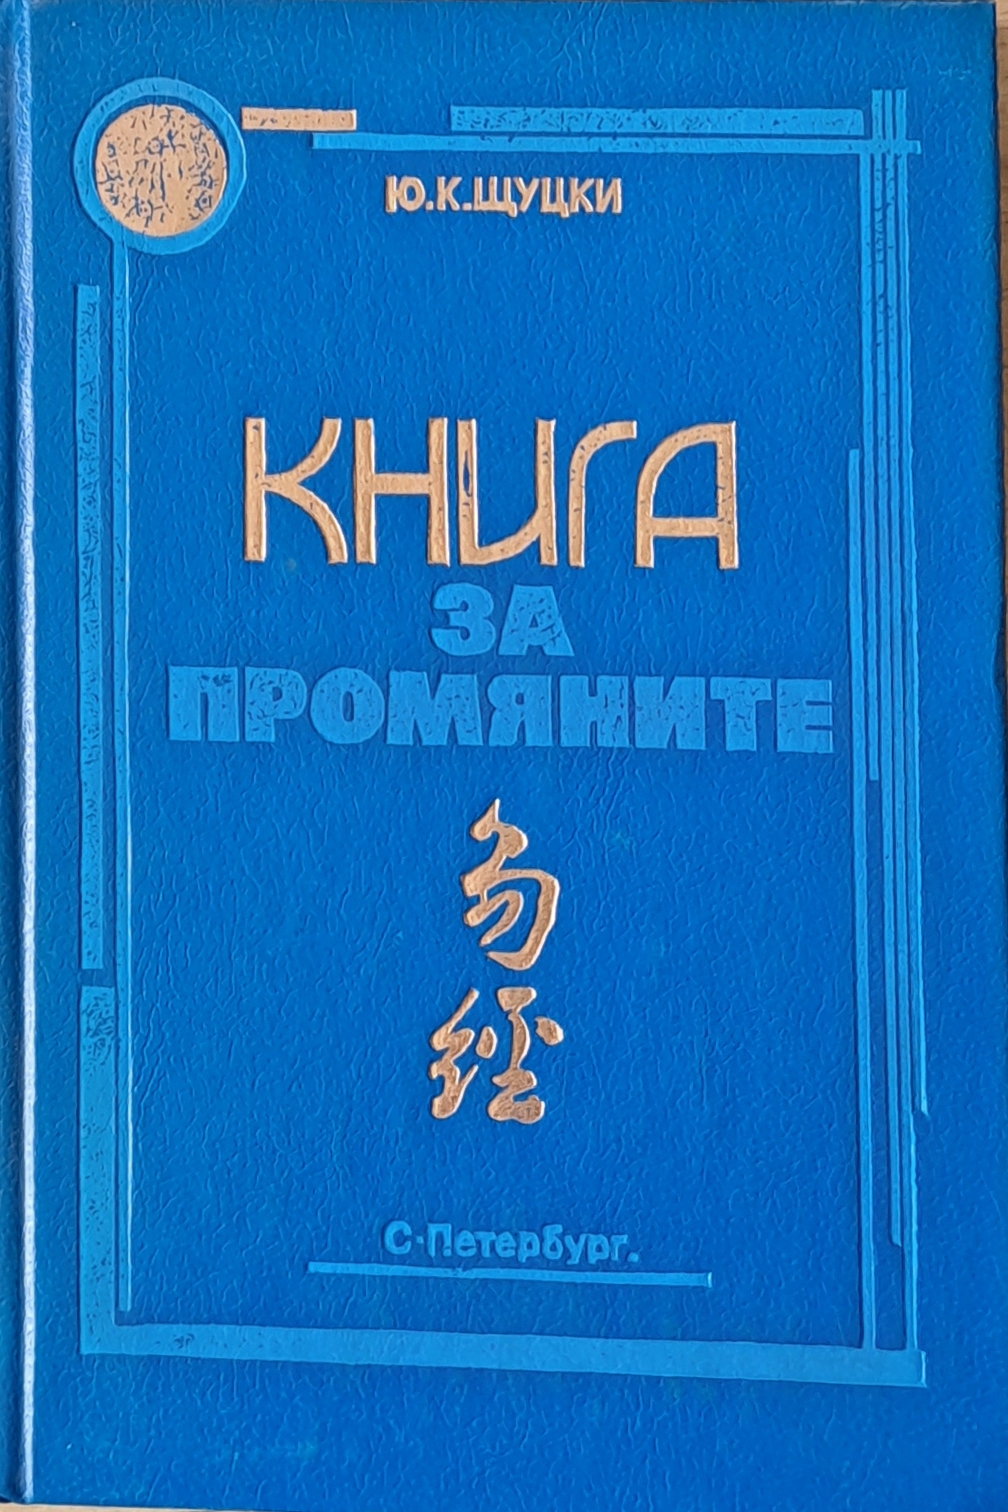 Ю.К.ЩУЦКИ
КНИГА
ЗА
ПРОМЯНИТЕ
易
經
С-Петербург.